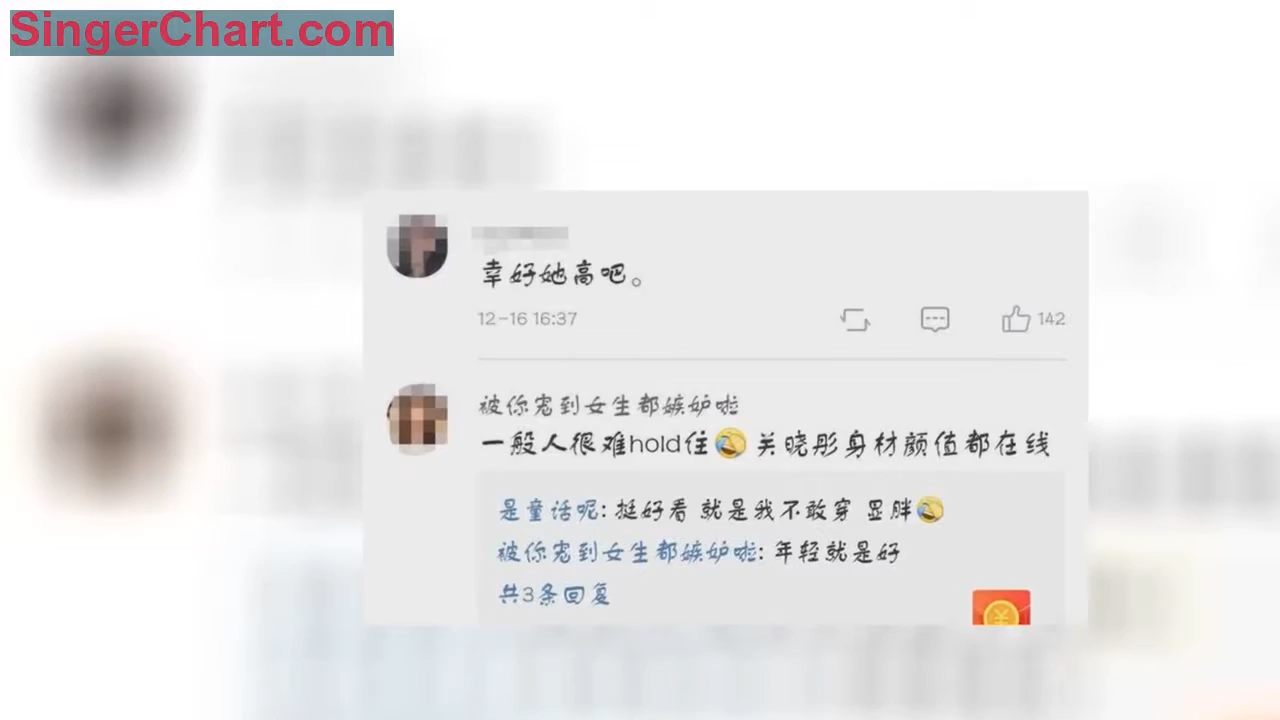 SingerChart.com
幸好她高吧。
12-16 16:37
142
被你宠到女生都嫉妒啦
一般人很难hold住🤣 关晓彤身材颜值都在线
是童话呢: 挺好看 就是我不敢穿 显胖🤣
被你宠到女生都嫉妒啦: 年轻就是好
共3条回复